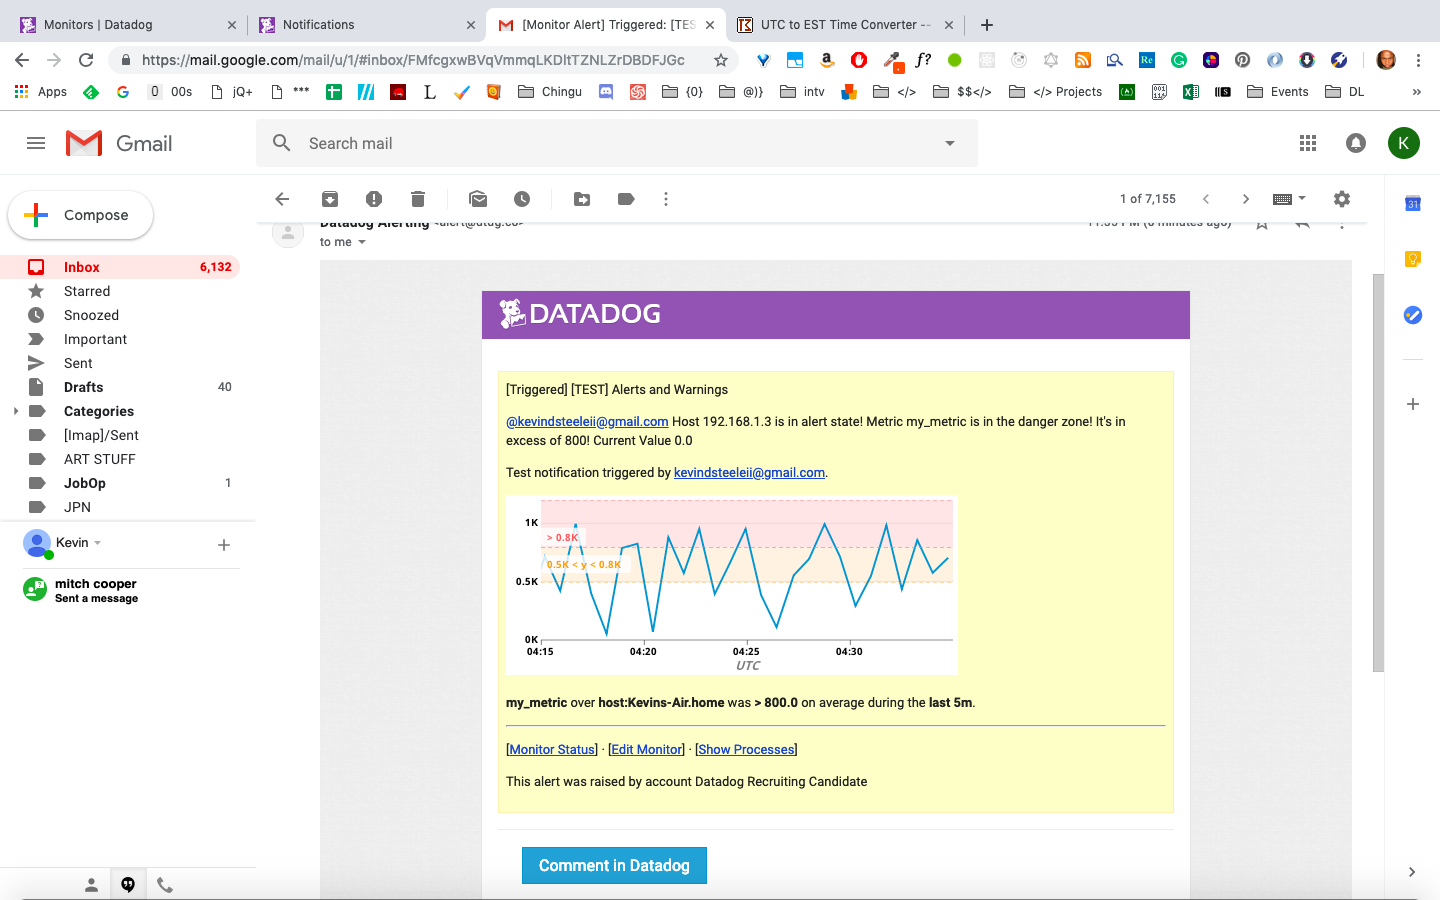 Monitors | Datadog
Notifications
[Monitor Alert] Triggered: [TES
UTC to EST Time Converter --
https://mail.google.com/mail/u/1/#inbox/FMfcgxwBVqVmmqLKDltTZNLZrDBDFJGc
Apps
0 00s
jQ+
***
Chingu
{0}
@)}
intv
</>
$$</>
</> Projects
Events
DL
»
Gmail
Search mail
K
Compose
1 of 7,155
Inbox 6,132
Starred
Snoozed
Important
Sent
Drafts 40
Categories
[Imap]/Sent
ART STUFF
JobOp 1
JPN
Kevin
mitch cooper
Sent a message
Datadog Alerting
to me
DATADOG
[Triggered] [TEST] Alerts and Warnings
@kevindsteeleii@gmail.com Host 192.168.1.3 is in alert state! Metric my_metric is in the danger zone! It's in
excess of 800! Current Value 0.0
Test notification triggered by kevindsteeleii@gmail.com.
1K
> 0.8K
0.5K < y < 0.8K
0.5K
0K
04:15 04:20 04:25 04:30
UTC
my_metric over host:Kevins-Air.home was > 800.0 on average during the last 5m.
[Monitor Status] · [Edit Monitor] · [Show Processes]
This alert was raised by account Datadog Recruiting Candidate
Comment in Datadog